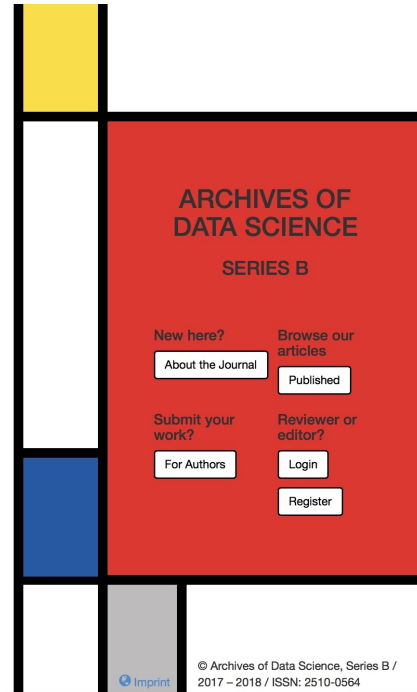 ARCHIVES OF
DATA SCIENCE
SERIES B
New here?
About the Journal
Browse our
articles
Published
Submit your
work?
For Authors
Reviewer or
editor?
Login
Register
Imprint
© Archives of Data Science, Series B /
2017 – 2018 / ISSN: 2510-0564